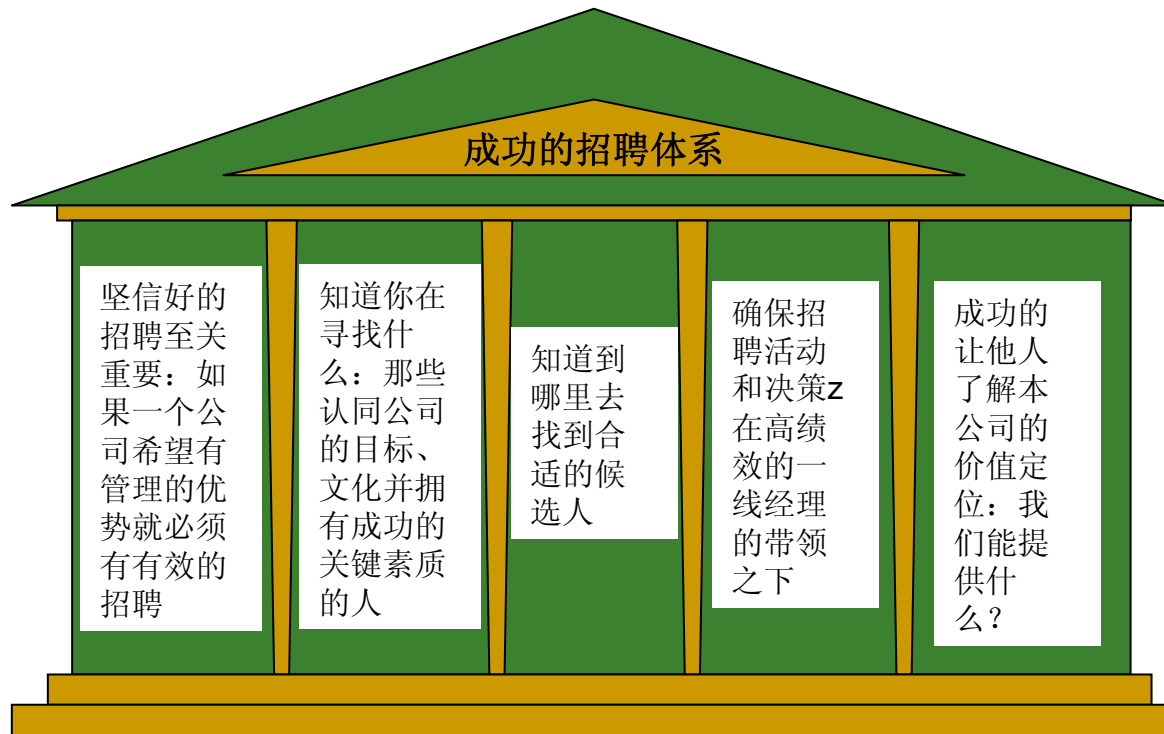 成功的招聘体系
坚信好的
招聘至关
重要：如
果一个公
司希望有
管理的优
势就必须
有有效的
招聘
知道你在
寻找什
么：那些
认同公司
的目标、
文化并拥
有成功的
关键素质
的人
知道到
哪里去
找到合
适的候
选人
确保招
聘活动
和决策z
在高绩
效的一
线经理
的带领
之下
成功的
让他人
了解本
公司的
价值定
位：我
们能提
供什
么？